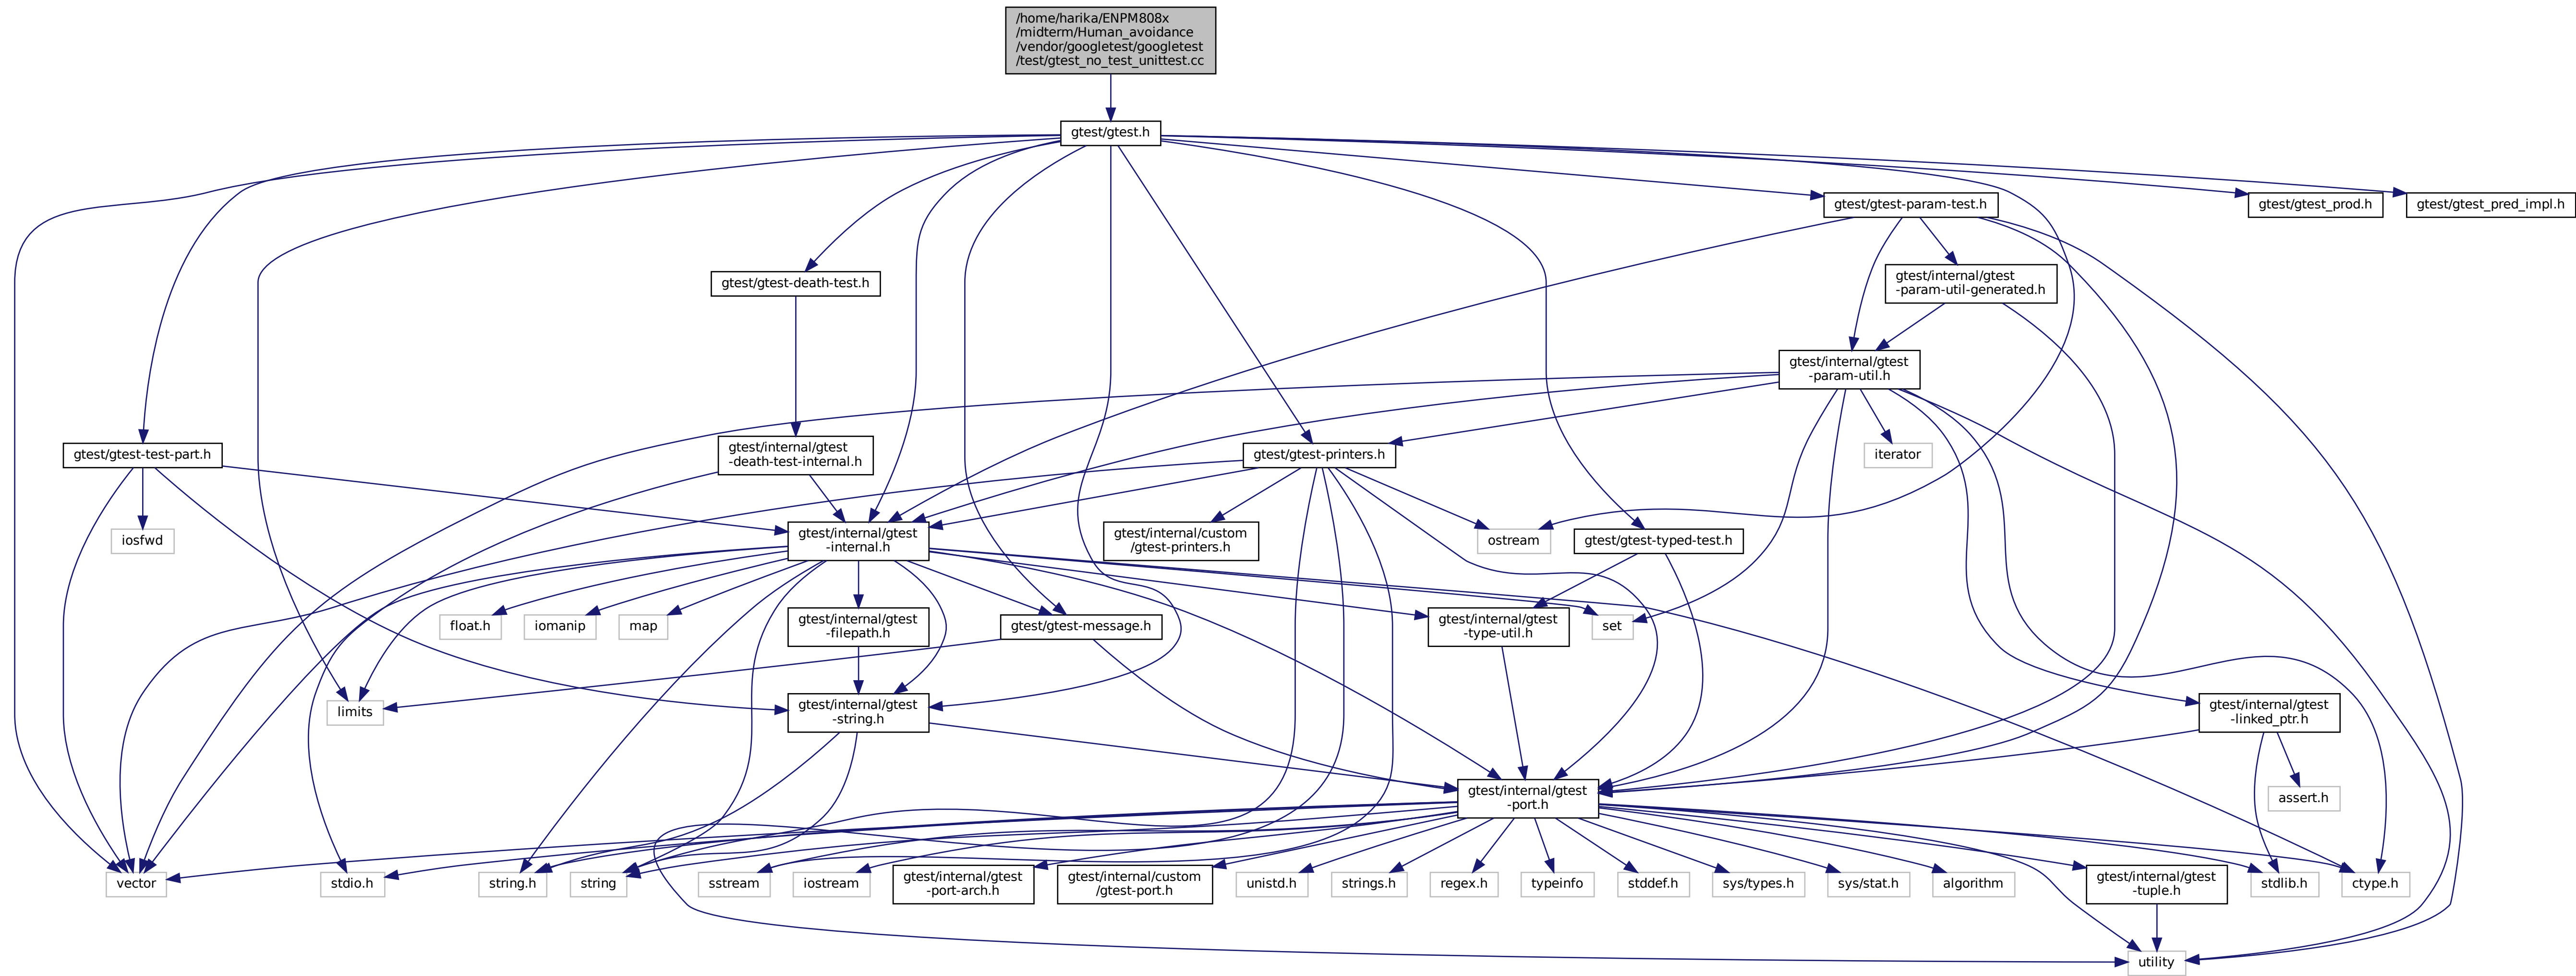 /home/harika/ENPM808x
/midterm/Human_avoidance
/vendor/googletest/googletest
/test/gtest_no_test_unittest.cc
gtest/gtest.h
gtest/gtest-param-test.h
gtest/gtest_prod.h
gtest/gtest_pred_impl.h
gtest/gtest-death-test.h
gtest/internal/gtest
-param-util-generated.h
gtest/internal/gtest
-param-util.h
gtest/gtest-test-part.h
gtest/internal/gtest
-death-test-internal.h
gtest/gtest-printers.h
iterator
iosfwd
gtest/internal/gtest
-internal.h
gtest/internal/custom
/gtest-printers.h
ostream
gtest/gtest-typed-test.h
float.h
iomanip
map
gtest/internal/gtest
-filepath.h
gtest/gtest-message.h
gtest/internal/gtest
-type-util.h
set
limits
gtest/internal/gtest
-string.h
gtest/internal/gtest
-linked_ptr.h
gtest/internal/gtest
-port.h
assert.h
vector
stdio.h
string.h
string
sstream
iostream
gtest/internal/gtest
-port-arch.h
gtest/internal/custom
/gtest-port.h
unistd.h
strings.h
regex.h
typeinfo
stddef.h
sys/types.h
sys/stat.h
algorithm
gtest/internal/gtest
-tuple.h
stdlib.h
ctype.h
utility